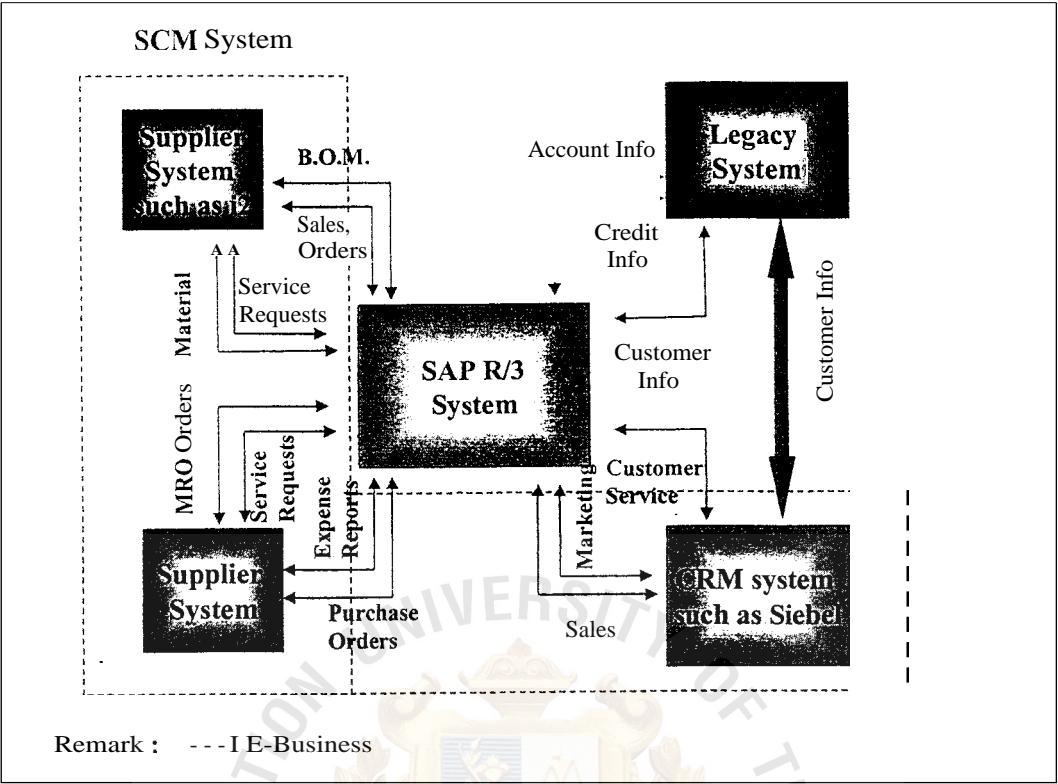 SCM System
Supplier
System
such as i2
B.O.M.
Sales,
Orders
A A
Service
Requests
Material
Account Info
Legacy
System
Credit
Info
Customer Info
SAP R/3
System
Customer
Info
MRO Orders
Service
Requests
Expense
Reports
Marketing
Customer
Service
Supplier
System
Purchase
Orders
Sales
CRM system
such as Siebel
UNIVERSITY OF
Remark : - - - I E-Business